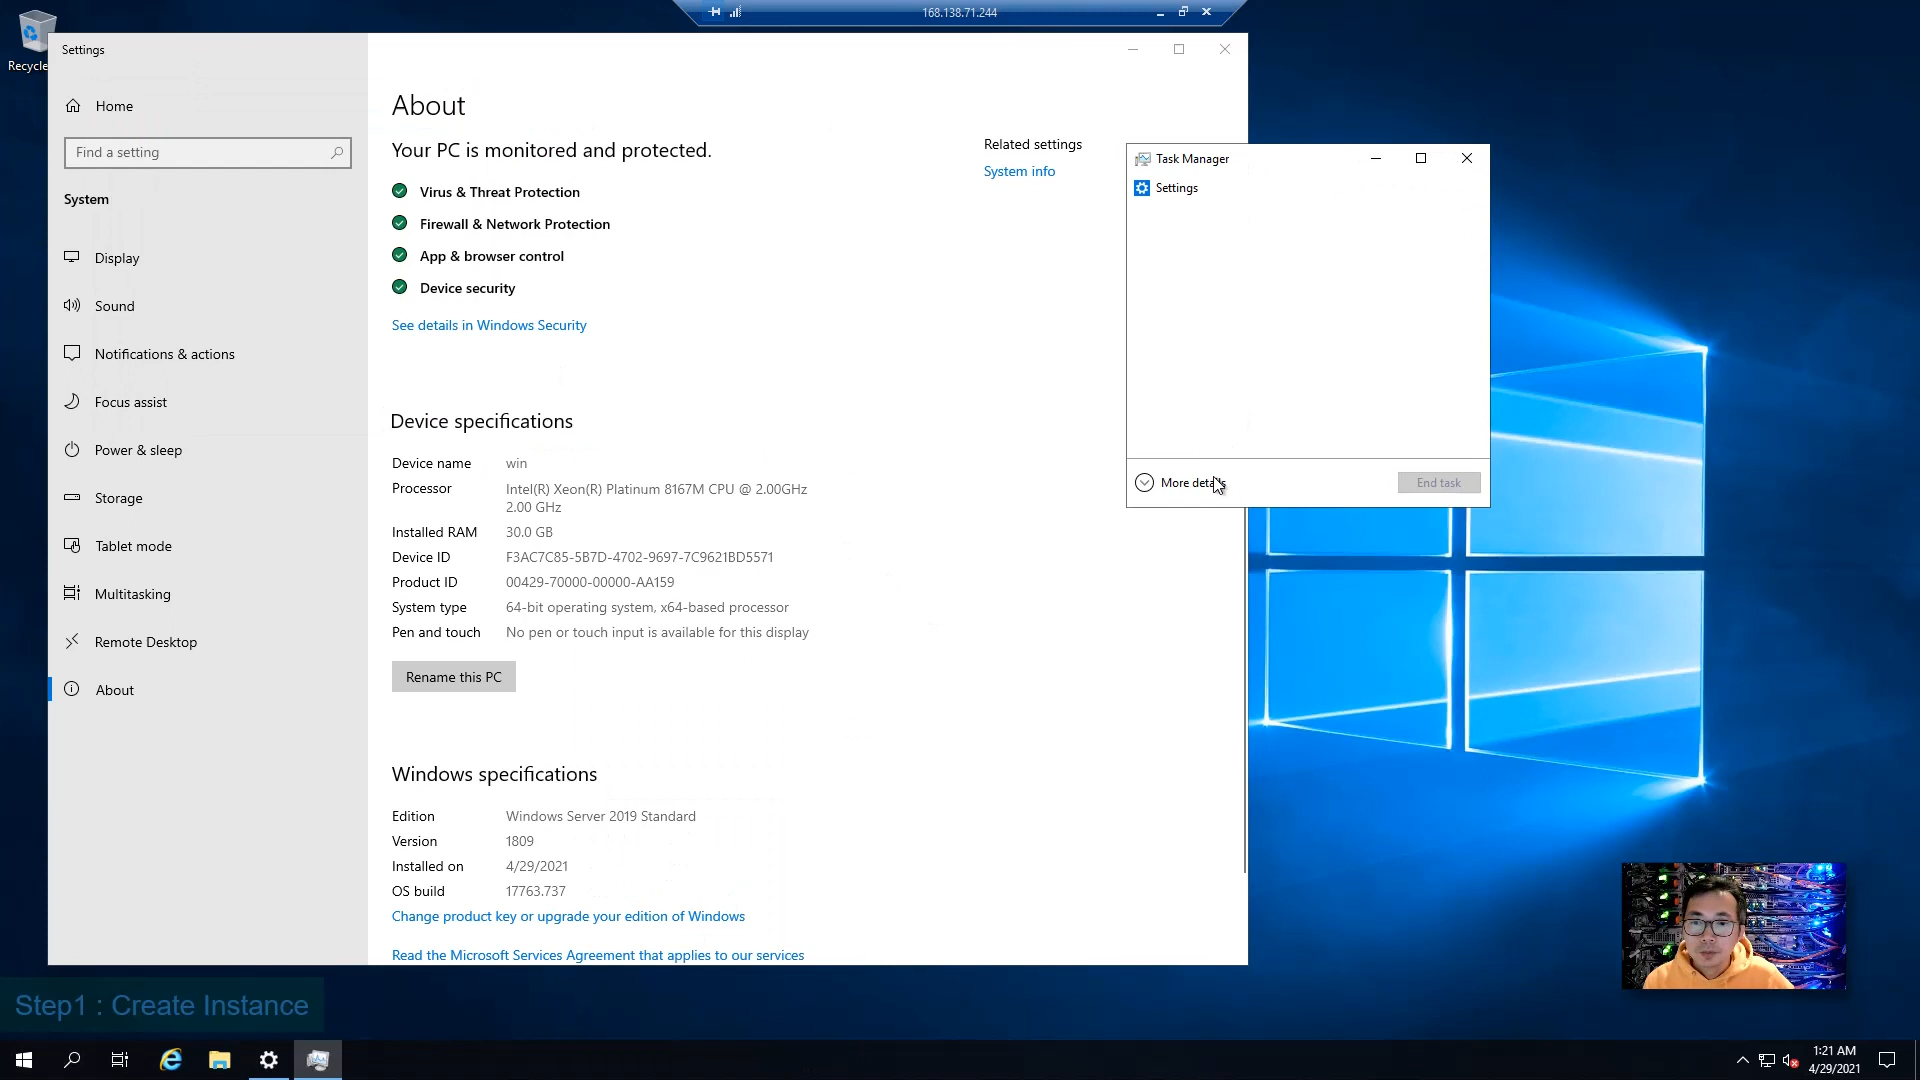 168.138.71.244
Recycle
Settings
Home
Find a setting
System
Display
Sound
Notifications & actions
Focus assist
Power & sleep
Storage
Tablet mode
Multitasking
Remote Desktop
About
About
Your PC is monitored and protected.
Virus & Threat Protection
Firewall & Network Protection
App & browser control
Device security
See details in Windows Security
Related settings
System info
Device specifications
Device name win
Processor Intel(R) Xeon(R) Platinum 8167M CPU @ 2.00GHz
2.00 GHz
Installed RAM 30.0 GB
Device ID F3AC7C85-5B7D-4702-9697-7C9621BD5571
Product ID 00429-70000-00000-AA159
System type 64-bit operating system, x64-based processor
Pen and touch No pen or touch input is available for this display
Rename this PC
Windows specifications
Edition Windows Server 2019 Standard
Version 1809
Installed on 4/29/2021
OS build 17763.737
Change product key or upgrade your edition of Windows
Read the Microsoft Services Agreement that applies to our services
Task Manager
Settings
More details
End task
Step1 : Create Instance
1:21 AM
4/29/2021